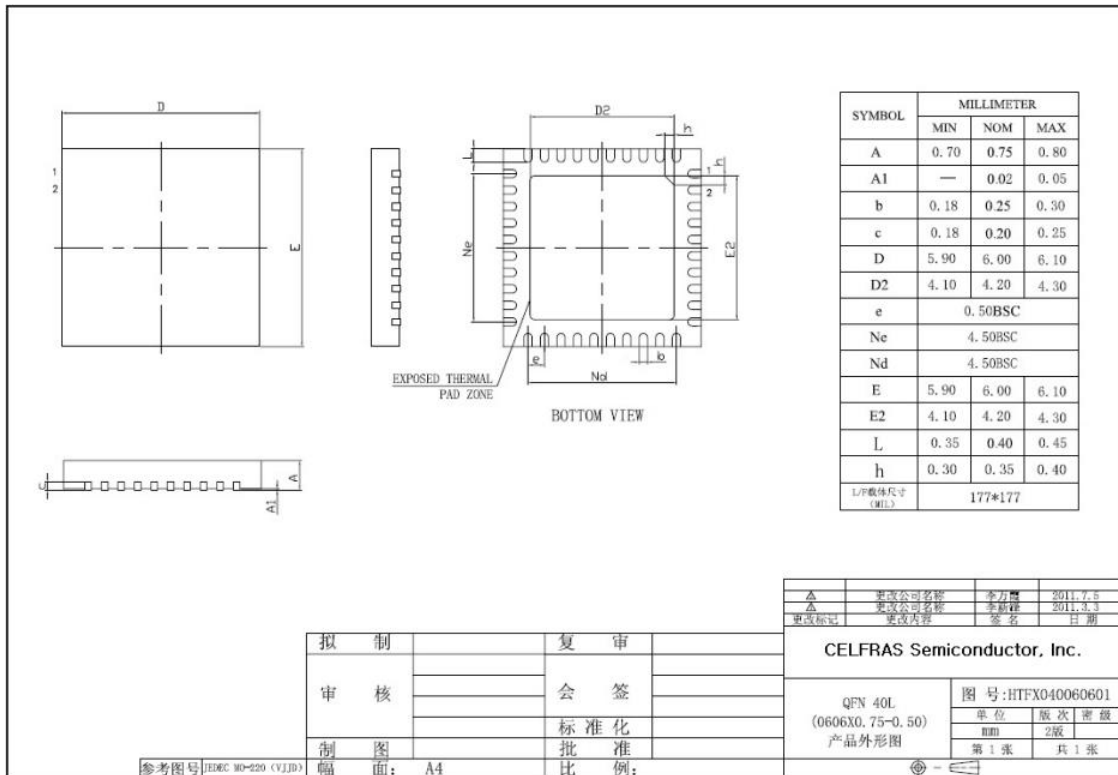 D
1
2
E
D2
h
L
h
1
2
Ne
E2
e
b
Nd
EXPOSED THERMAL
PAD ZONE
BOTTOM VIEW
C
A
A1
SYMBOL MILLIMETER
MIN NOM MAX
A 0.70 0.75 0.80
A1 — 0.02 0.05
b 0.18 0.25 0.30
c 0.18 0.20 0.25
D 5.90 6.00 6.10
D2 4.10 4.20 4.30
e 0.50BSC
Ne 4.50BSC
Nd 4.50BSC
E 5.90 6.00 6.10
E2 4.10 4.20 4.30
L 0.35 0.40 0.45
h 0.30 0.35 0.40
L/F载体尺寸
(MIL) 177*177
更改公司名称 李万霞 2011.7.5
更改公司名称 2011.3.3
更改标记 更改内容 签名 日期
CELFRAS Semiconductor, Inc.
QFN 40L
(0606X0.75-0.50)
产品外形图
图号:HTFX040060601
单位 版次 密级
mm 2版
第1张 共1张
拟制 复审
审核 会签
标准化
制图 批准
参考图号 JEDEC MO-220 (VJJD) 幅面: A4 比例: